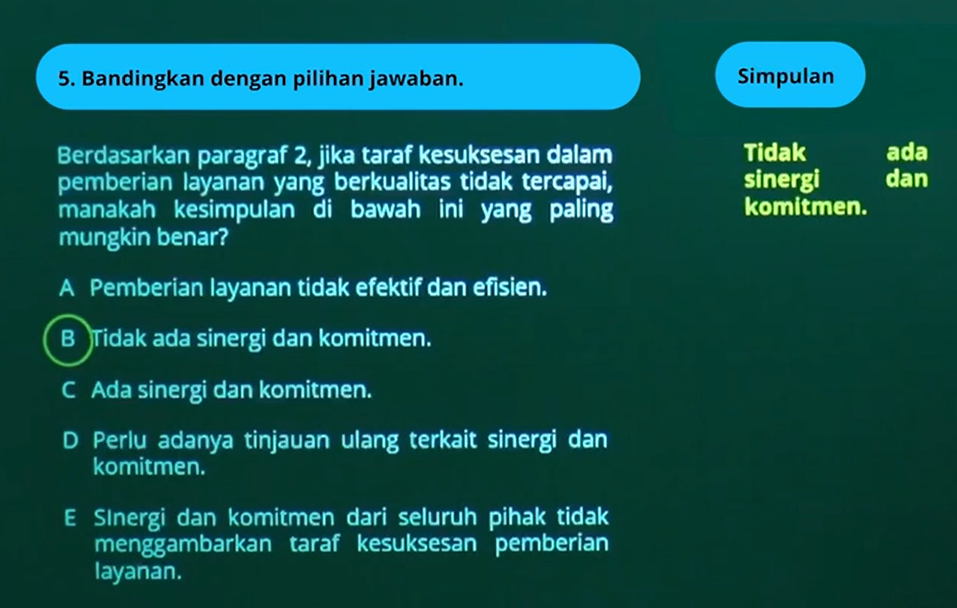 5. Bandingkan dengan pilihan jawaban.
Simpulan
Berdasarkan paragraf 2, jika taraf kesuksesan dalam
pemberian layanan yang berkualitas tidak tercapai,
manakah kesimpulan di bawah ini yang paling
mungkin benar?
A Pemberian layanan tidak efektif dan efisien.
B Tidak ada sinergi dan komitmen.
C Ada sinergi dan komitmen.
D Perlu adanya tinjauan ulang terkait sinergi dan
komitmen.
E SInergi dan komitmen dari seluruh pihak tidak
menggambarkan taraf kesuksesan pemberian
layanan.
Tidak ada
sinergi dan
komitmen.